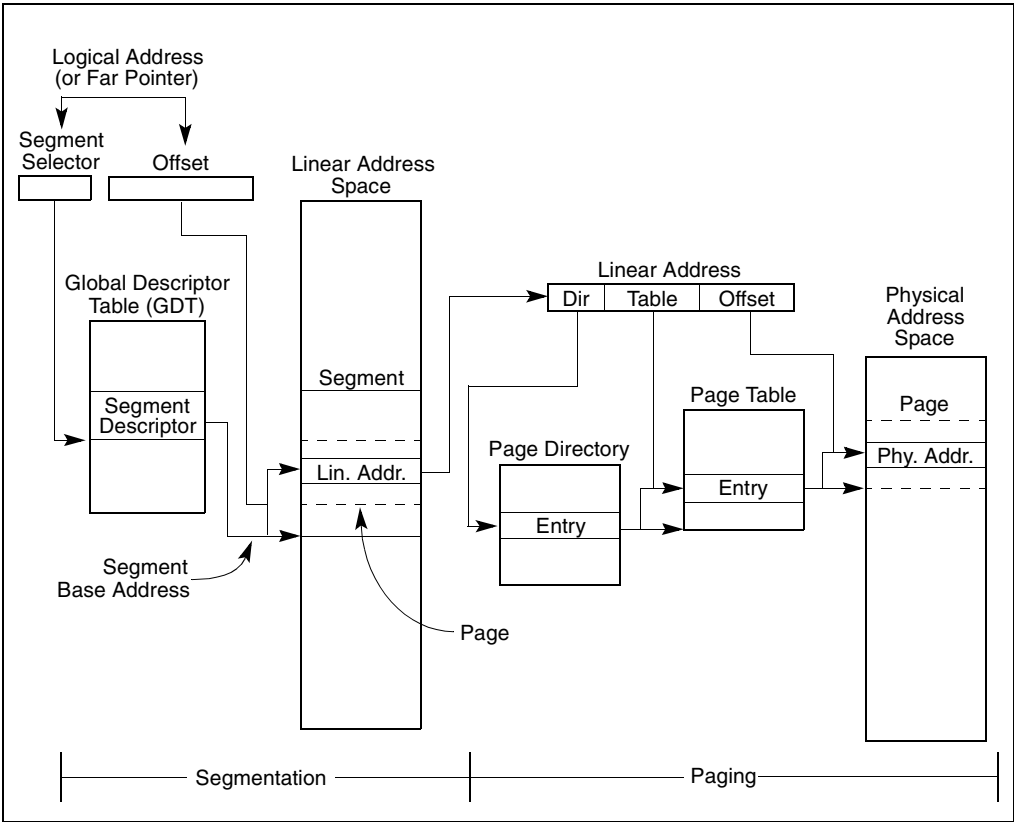 Logical Address
(or Far Pointer)
Segment
Selector
Offset
Linear Address
Space
Global Descriptor
Table (GDT)
Segment
Descriptor
Segment
Lin. Addr.
Segment
Base Address
Page
Linear Address
Dir
Table
Offset
Page Directory
Entry
Page Table
Entry
Physical
Address
Space
Page
Phy. Addr.
Segmentation
Paging